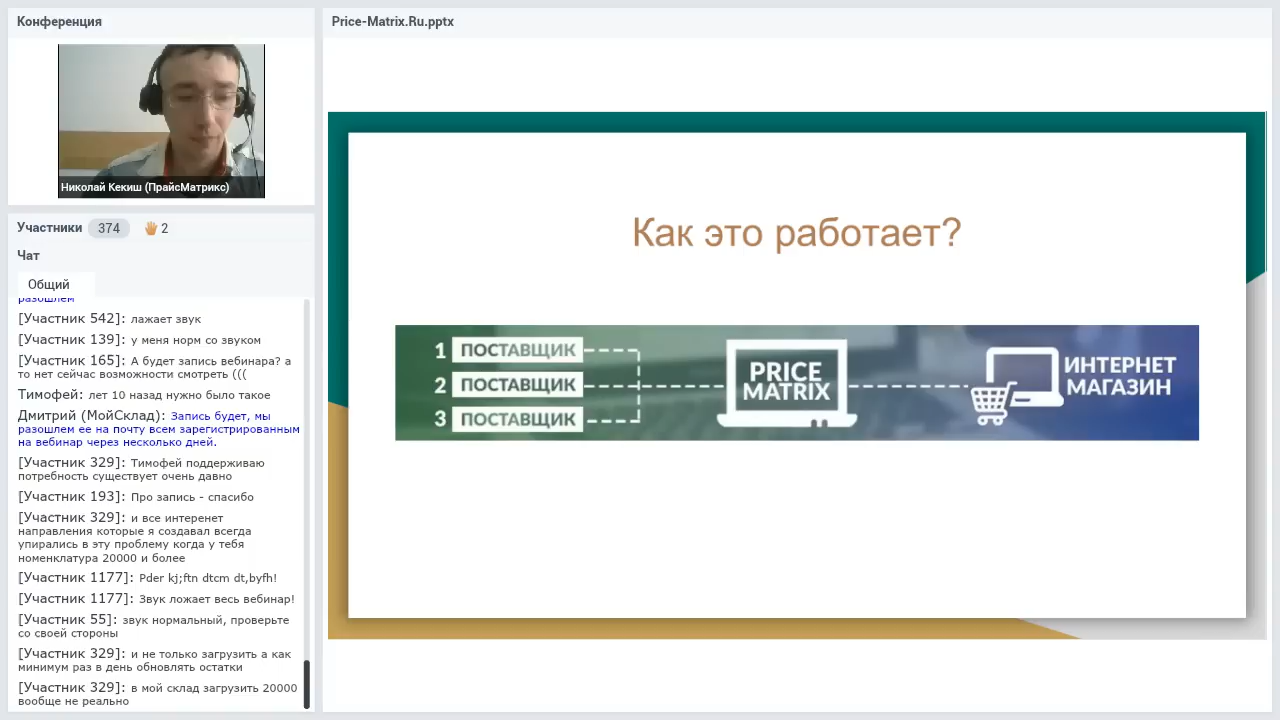 Конференция
Николай Кекиш (ПрайсМатрикс)
Участники 374 2
Чат
Общий
разошлем
[Участник 542]: лажает звук
[Участник 139]: у меня норм со звуком
[Участник 165]: А будет запись вебинара? а
то нет сейчас возможности смотреть (((
Тимофей: лет 10 назад нужно было такое
Дмитрий (МойСклад): Запись будет, мы
разошлем ее на почту всем зарегистрированным
на вебинар через несколько дней.
[Участник 329]: Тимофей поддерживаю
потребность существует очень давно
[Участник 193]: Про запись - спасибо
[Участник 329]: и все интеренет
направления которые я создавал всегда
упирались в эту проблему когда у тебя
номенклатура 20000 и более
[Участник 1177]: Pder kj;ftn dtcm dt,byfh!
[Участник 1177]: Звук ложает весь вебинар!
[Участник 55]: звук нормальный, проверьте
со своей стороны
[Участник 329]: и не только загрузить а как
минимум раз в день обновлять остатки
[Участник 329]: в мой склад загрузить 20000
вообще не реально
Price-Matrix.Ru.pptx
Как это работает?
1 ПОСТАВЩИК
2 ПОСТАВЩИК
3 ПОСТАВЩИК
PRICE
MATRIX
ИНТЕРНЕТ
МАГАЗИН